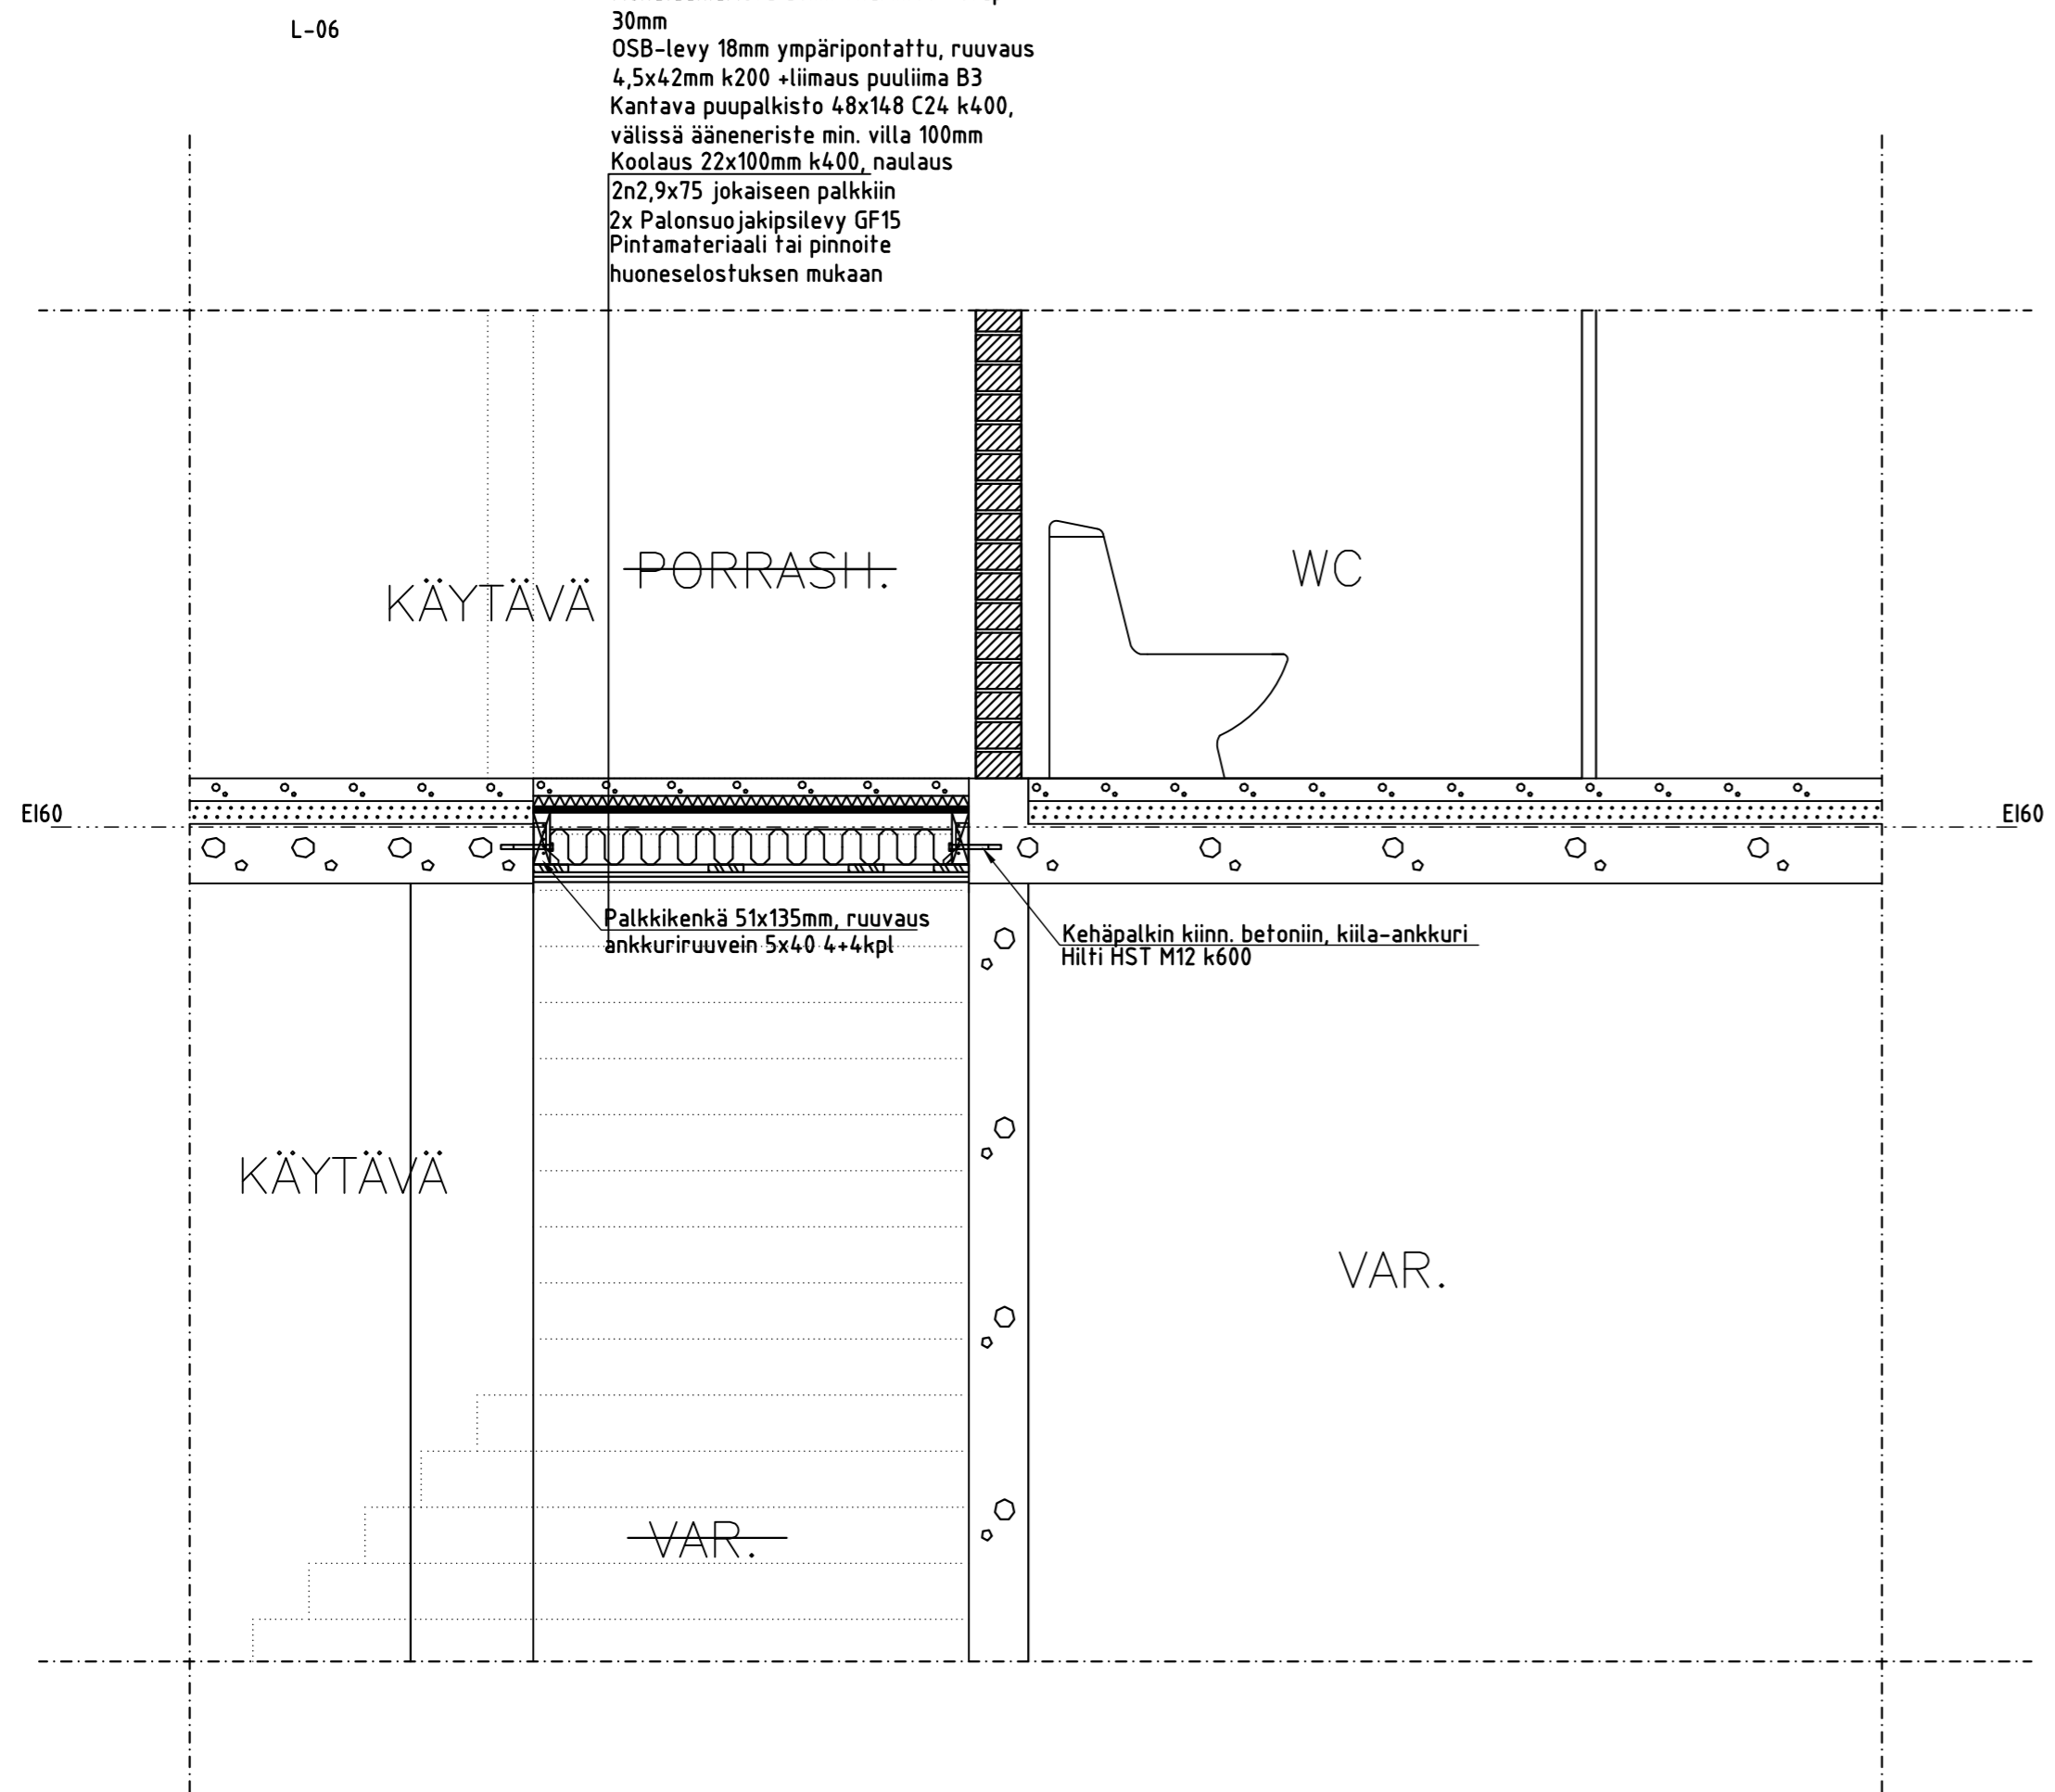 30mm
L-06
OSB-levy 18mm ympäripontattu, ruuvaus
4,5x42mm k200 +liimaus puuliima B3
Kantava puupalkisto 48x148 C24 k400,
välissä ääneneriste min. villa 100mm
Koolaus 22x100mm k400, naulaus
2n2,9x75 jokaiseen palkkiin
2x Palonsuojakipsilevy GF15
Pintamateriaali tai pinnoite
huoneselostuksen mukaan
PORRASH.
WC
KÄYTÄVÄ
EI60
EI60
Palkkikenkä 51x135mm, ruuvaus
ankkuriruuvein 5x40 4+4kpl
Kehäpalkin kiinn. betoniin, kiila-ankkuri
Hilti HST M12 k600
KÄYTÄVÄ
VAR.
VAR.